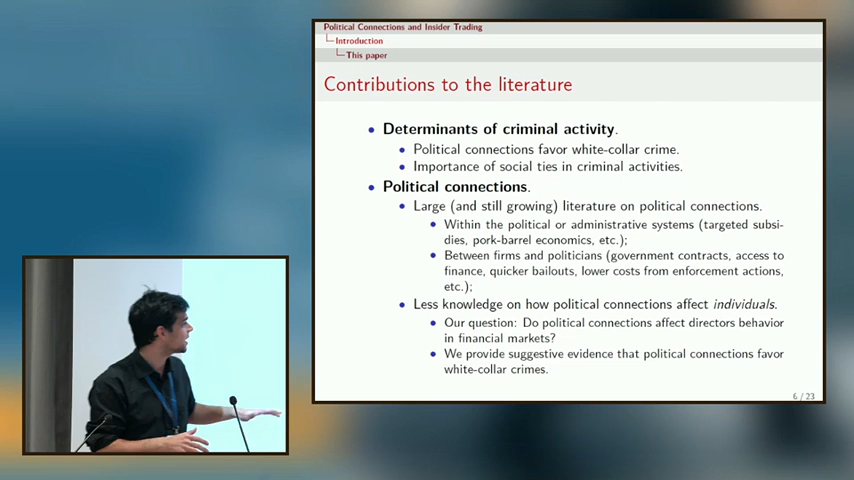 Political Connections and Insider Trading
Introduction
This paper
Contributions to the literature
• Determinants of criminal activity.
• Political connections favor white-collar crime.
• Importance of social ties in criminal activities.
• Political connections.
• Large (and still growing) literature on political connections.
• Within the political or administrative systems (targeted subsi-
dies, pork-barrel economics, etc.);
• Between firms and politicians (government contracts, access to
finance, quicker bailouts, lower costs from enforcement actions,
etc.);
• Less knowledge on how political connections affect individuals.
• Our question: Do political connections affect directors behavior
in financial markets?
• We provide suggestive evidence that political connections favor
white-collar crimes.
6 / 23